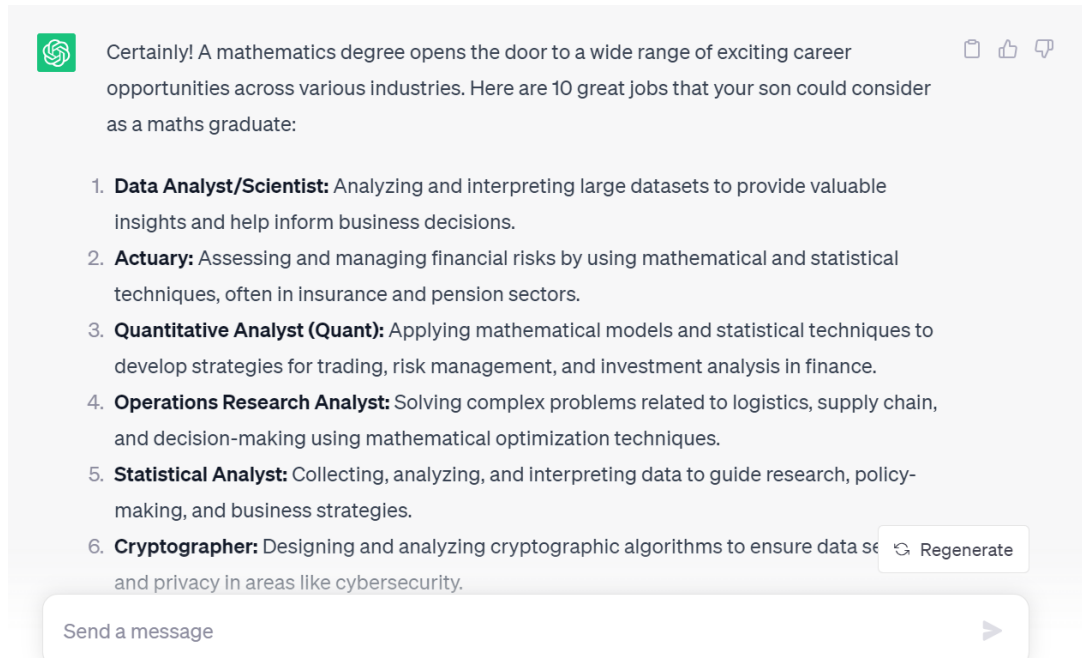 Certainly! A mathematics degree opens the door to a wide range of exciting career
opportunities across various industries. Here are 10 great jobs that your son could consider
as a maths graduate:
1. Data Analyst/Scientist: Analyzing and interpreting large datasets to provide valuable
insights and help inform business decisions.
2. Actuary: Assessing and managing financial risks by using mathematical and statistical
techniques, often in insurance and pension sectors.
3. Quantitative Analyst (Quant): Applying mathematical models and statistical techniques to
develop strategies for trading, risk management, and investment analysis in finance.
4. Operations Research Analyst: Solving complex problems related to logistics, supply chain,
and decision-making using mathematical optimization techniques.
5. Statistical Analyst: Collecting, analyzing, and interpreting data to guide research, policy-
making, and business strategies.
6. Cryptographer: Designing and analyzing cryptographic algorithms to ensure data
Regenerate
and privacy in areas like cybersecurity.
Send a message